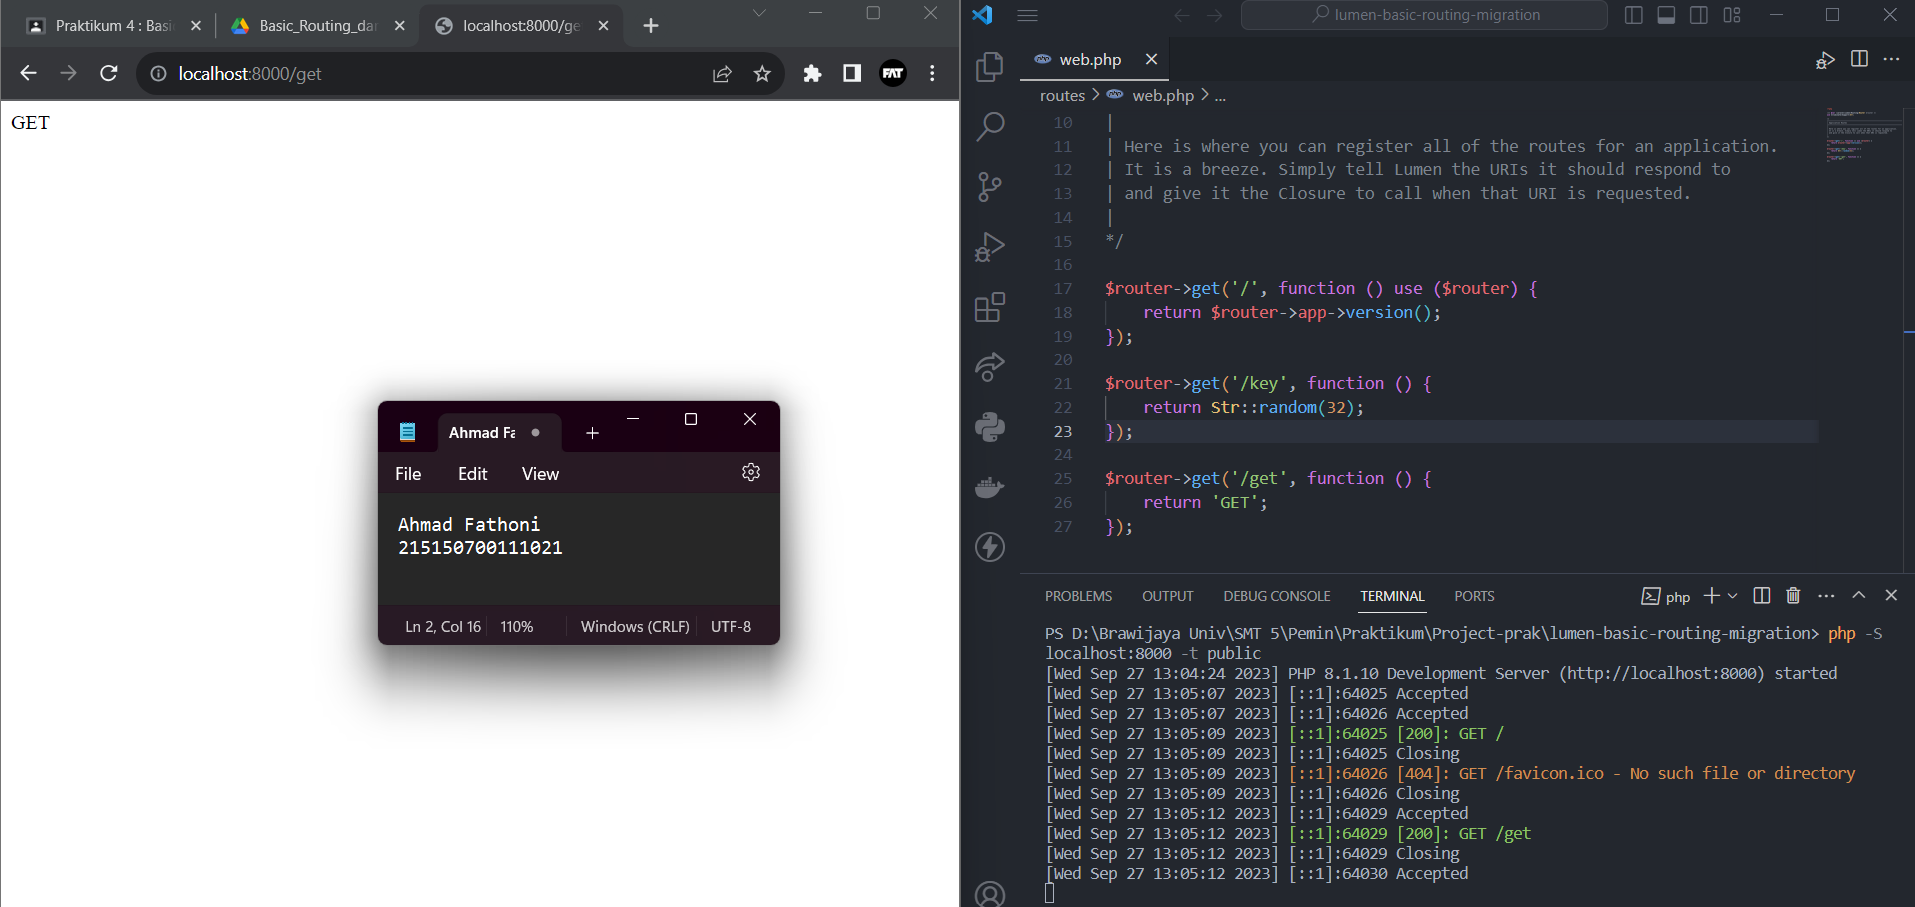 Praktikum 4 : Basi
Basic_Routing_da
localhost:8000/ge
localhost:8000/get
FAT
GET
Ahmad Fa
File Edit View
Ahmad Fathoni
215150700111021
Ln 2, Col 16 110% Windows (CRLF) UTF-8
lumen-basic-routing-migration
web.php
routes > web.php > ...
10 |
11 | Here is where you can register all of the routes for an application.
12 | It is a breeze. Simply tell Lumen the URIs it should respond to
13 | and give it the Closure to call when that URI is requested.
14 |
15 */
16
17 $router->get('/', function () use ($router) {
18 return $router->app->version();
19 });
20
21 $router->get('/key', function () {
22 return Str::random(32);
23 });
24
25 $router->get('/get', function () {
26 return 'GET';
27 });
PROBLEMS OUTPUT DEBUG CONSOLE TERMINAL PORTS php
PS D:\Brawijaya Univ\SMT 5\Pemin\Praktikum\Project-prak\lumen-basic-routing-migration> php -S
localhost:8000 -t public
[Wed Sep 27 13:04:24 2023] PHP 8.1.10 Development Server (http://localhost:8000) started
[Wed Sep 27 13:05:07 2023] [::1]:64025 Accepted
[Wed Sep 27 13:05:07 2023] [::1]:64026 Accepted
[Wed Sep 27 13:05:09 2023] [::1]:64025 [200]: GET /
[Wed Sep 27 13:05:09 2023] [::1]:64025 Closing
[Wed Sep 27 13:05:09 2023] [::1]:64026 [404]: GET /favicon.ico - No such file or directory
[Wed Sep 27 13:05:09 2023] [::1]:64026 Closing
[Wed Sep 27 13:05:12 2023] [::1]:64029 Accepted
[Wed Sep 27 13:05:12 2023] [::1]:64029 [200]: GET /get
[Wed Sep 27 13:05:12 2023] [::1]:64029 Closing
[Wed Sep 27 13:05:12 2023] [::1]:64030 Accepted